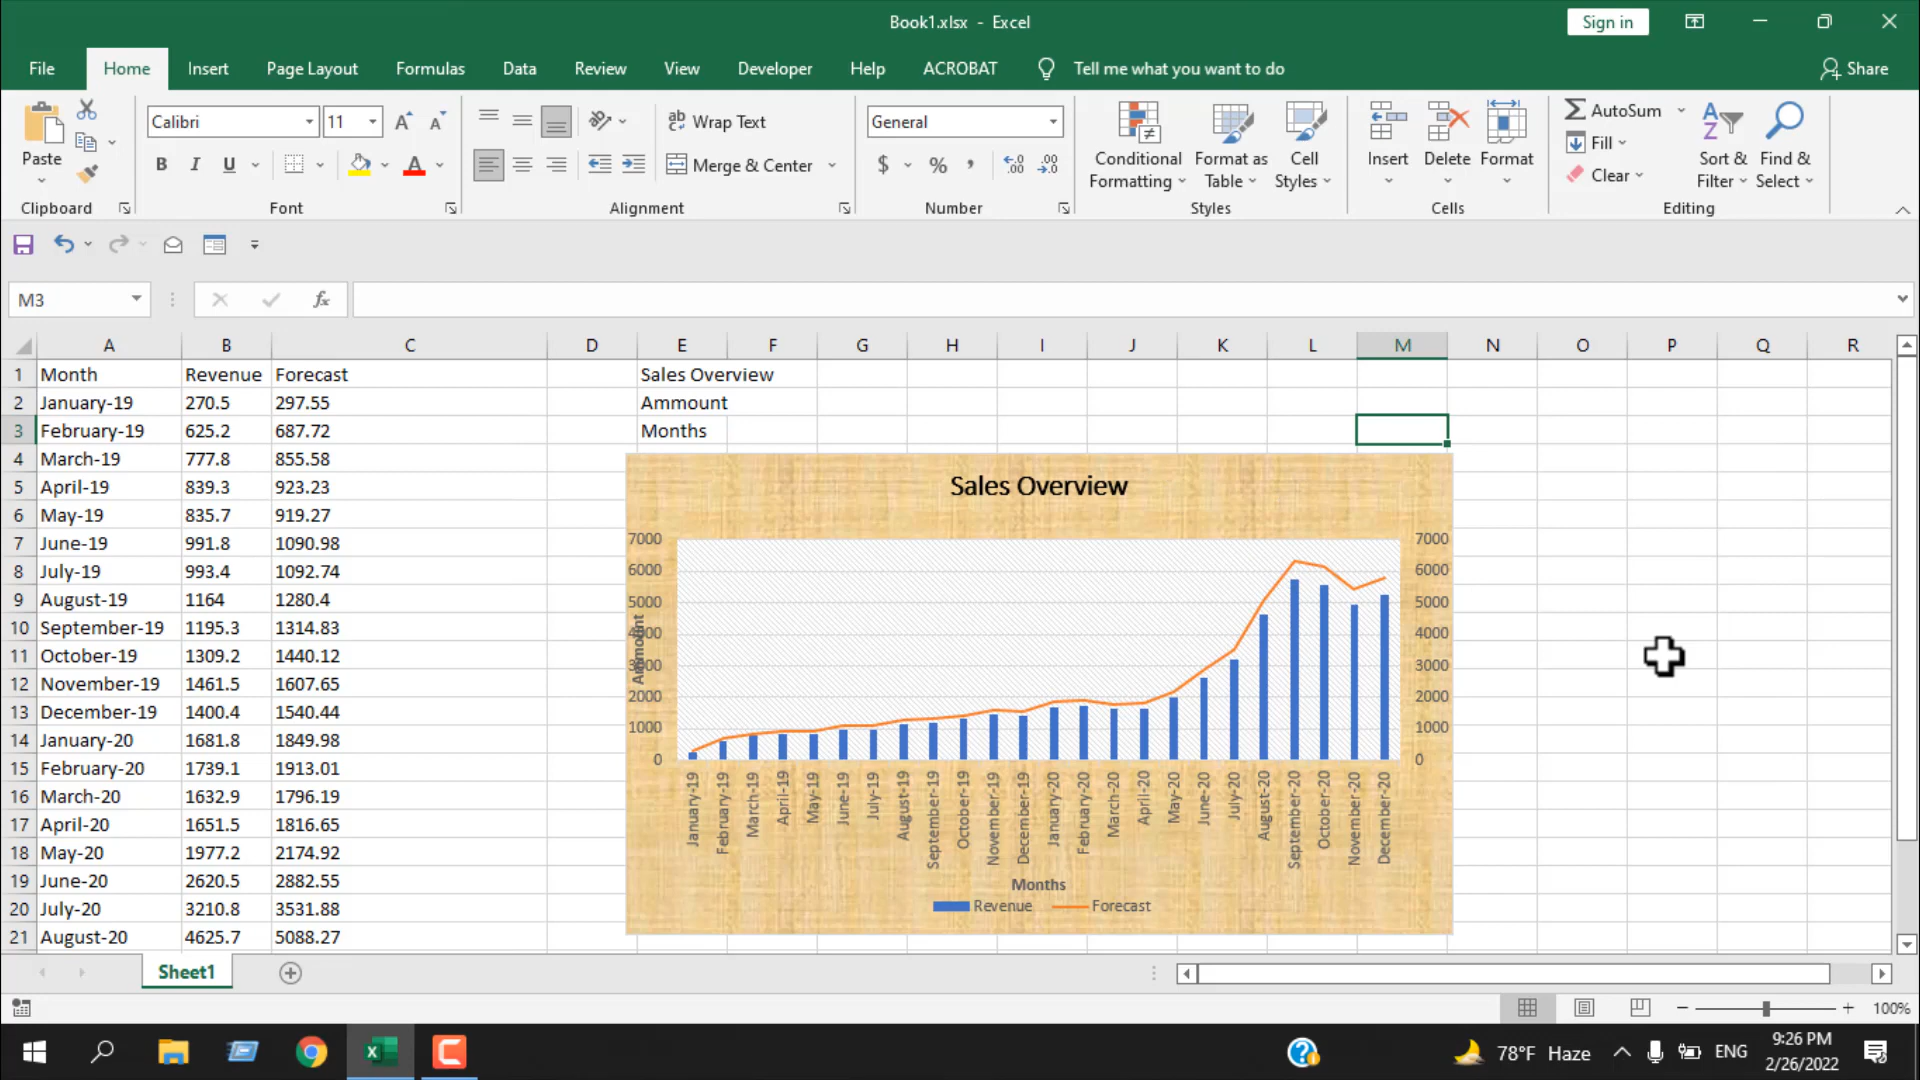 Book1.xlsx - Excel
Sign in
File Home Insert Page Layout Formulas Data Review View Developer Help ACROBAT Tell me what you want to do Share
Paste
Clipboard
Calibri 11
B I U A
Font
Wrap Text
Merge & Center
Alignment
General
$ % ,
Number
Conditional Formatting
Format as Table
Cell Styles
Styles
Insert Delete Format
Cells
AutoSum
Fill
Clear
Sort & Filter
Find & Select
Editing
M3 fx
A B C D E F G H I J K L M N O P Q R
1 Month Revenue Forecast Sales Overview
2 January-19 270.5 297.55 Ammount
3 February-19 625.2 687.72 Months
4 March-19 777.8 855.58
5 April-19 839.3 923.23
6 May-19 835.7 919.27
7 June-19 991.8 1090.98
8 July-19 993.4 1092.74
9 August-19 1164 1280.4
10 September-19 1195.3 1314.83
11 October-19 1309.2 1440.12
12 November-19 1461.5 1607.65
13 December-19 1400.4 1540.44
14 January-20 1681.8 1849.98
15 February-20 1739.1 1913.01
16 March-20 1632.9 1796.19
17 April-20 1651.5 1816.65
18 May-20 1977.2 2174.92
19 June-20 2620.5 2882.55
20 July-20 3210.8 3531.88
21 August-20 4625.7 5088.27
Sales Overview
7000 7000
6000 6000
5000 5000
4000 4000
3000 3000
2000 2000
1000 1000
0 0
Ammount
January-19 February-19 March-19 April-19 May-19 June-19 July-19 August-19 September-19 October-19 November-19 December-19 January-20 February-20 March-20 April-20 May-20 June-20 July-20 August-20 September-20 October-20 November-20 December-20
Months
Revenue Forecast
Sheet1
100%
78°F Haze ENG 9:26 PM
2/26/2022